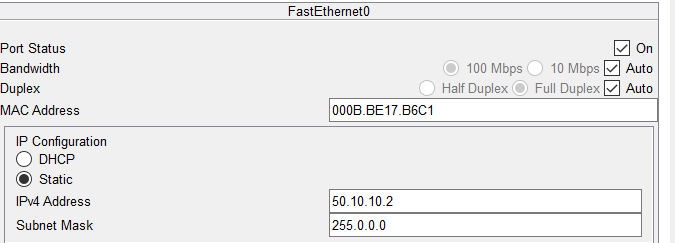 FastEthernet0
Port Status On
Bandwidth 100 Mbps 10 Mbps Auto
Duplex Half Duplex Full Duplex Auto
MAC Address 000B.BE17.B6C1
IP Configuration
DHCP
Static
IPv4 Address 50.10.10.2
Subnet Mask 255.0.0.0